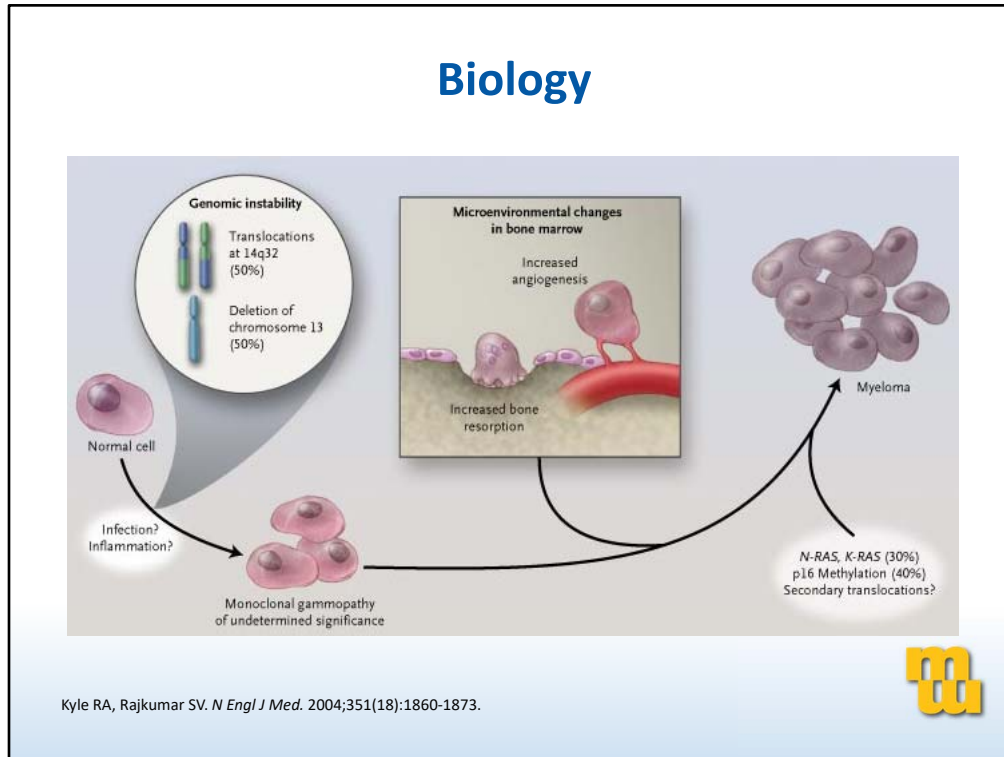 Biology
Genomic instability
Translocations
at 14q32
(50%)
Deletion of
chromosome 13
(50%)
Normal cell
Infection?
Inflammation?
Monoclonal gammopathy
of undetermined significance
Microenvironmental changes
in bone marrow
Increased
angiogenesis
Increased bone
resorption
Myeloma
N-RAS, K-RAS (30%)
p16 Methylation (40%)
Secondary translocations?
Kyle RA, Rajkumar SV. N Engl J Med. 2004;351(18):1860-1873.